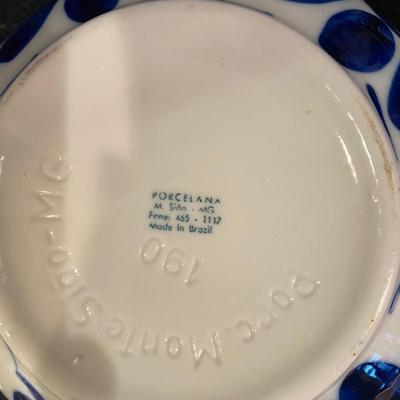 PORCELANA
M. Sião - MG
Fone: 465 - 1117
Made In Brazil
190
Porc. Monte Sião-MG